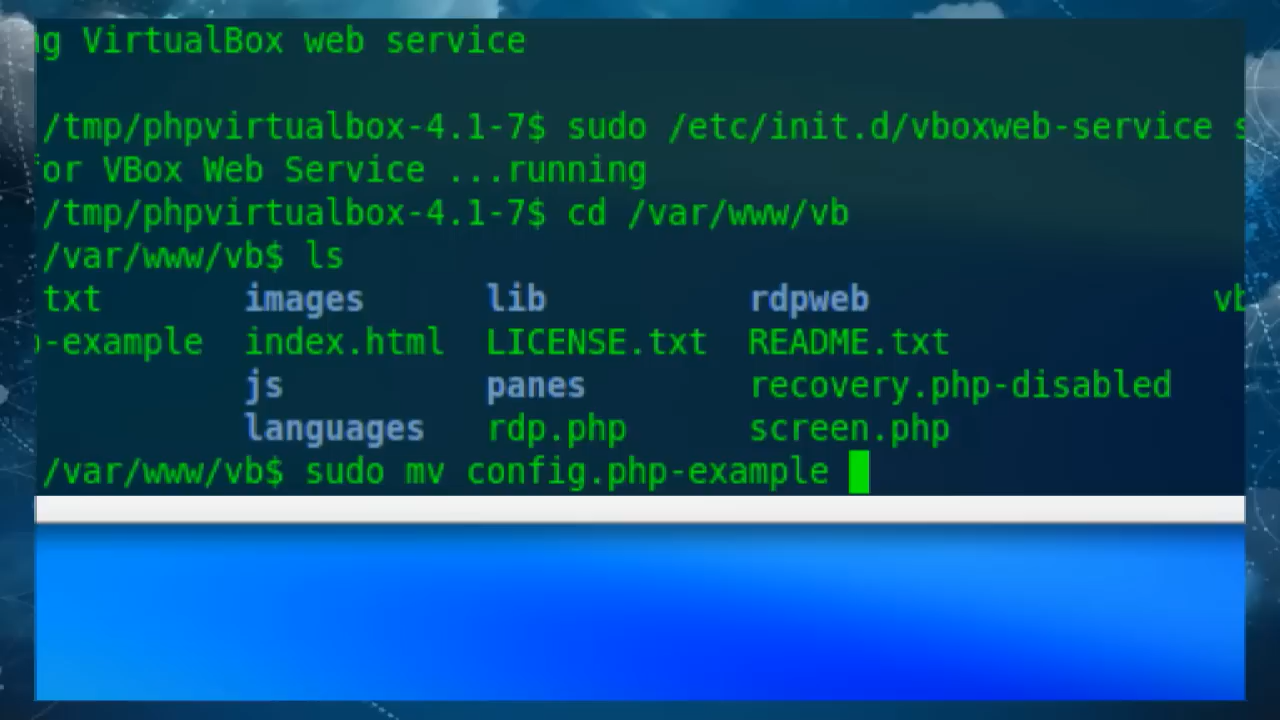 ng VirtualBox web service
/tmp/phpvirtualbox-4.1-7$ sudo /etc/init.d/vboxweb-service s
for VBox Web Service ...running
/tmp/phpvirtualbox-4.1-7$ cd /var/www/vb
/var/www/vb$ ls
txt images lib rdpweb vb
-example index.html LICENSE.txt README.txt
js panes recovery.php-disabled
languages rdp.php screen.php
/var/www/vb$ sudo mv config.php-example